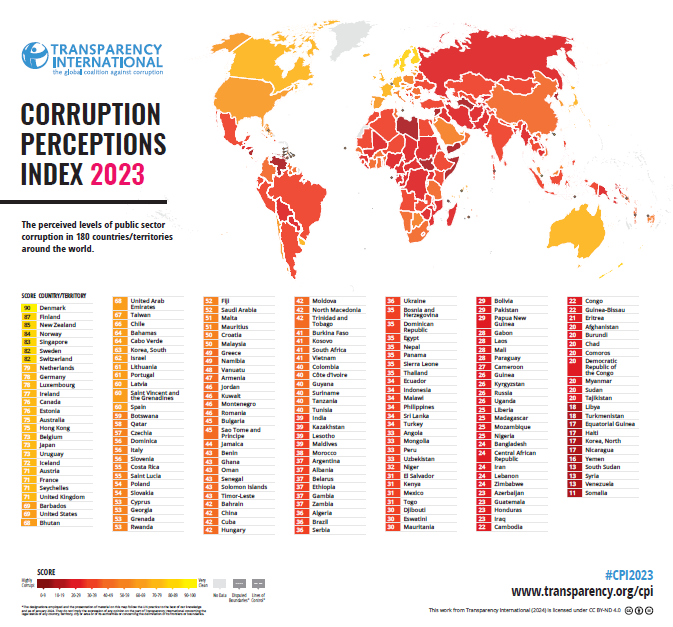 TRANSPARENCY
INTERNATIONAL
the global coalition against corruption
CORRUPTION
PERCEPTIONS
INDEX 2023
The perceived levels of public sector
corruption in 180 countries/territories
around the world.
SCORE COUNTRY/TERRITORY
90 Denmark
87 Finland
85 New Zealand
84 Norway
83 Singapore
82 Sweden
82 Switzerland
79 Netherlands
78 Germany
78 Luxembourg
77 Ireland
76 Canada
76 Estonia
75 Australia
75 Hong Kong
73 Belgium
73 Japan
73 Uruguay
72 Iceland
71 Austria
71 France
71 Seychelles
71 United Kingdom
69 Barbados
69 United States
68 Bhutan
68 United Arab
Emirates
67 Taiwan
66 Chile
64 Bahamas
64 Cabo Verde
63 Korea, South
62 Israel
61 Lithuania
61 Portugal
60 Latvia
60 Saint Vincent and
the Grenadines
60 Spain
59 Botswana
58 Qatar
57 Czechia
56 Dominica
56 Italy
56 Slovenia
55 Costa Rica
55 Saint Lucia
54 Poland
54 Slovakia
53 Cyprus
53 Georgia
53 Grenada
53 Rwanda
52 Fiji
52 Saudi Arabia
51 Malta
51 Mauritius
50 Croatia
50 Malaysia
49 Greece
49 Namibia
48 Vanuatu
47 Armenia
46 Jordan
46 Kuwait
46 Montenegro
46 Romania
45 Bulgaria
45 Sao Tome and
Principe
44 Jamaica
43 Benin
43 Ghana
43 Oman
43 Senegal
43 Solomon Islands
43 Timor-Leste
42 Bahrain
42 China
42 Cuba
42 Hungary
42 Moldova
42 North Macedonia
42 Trinidad and
Tobago
41 Burkina Faso
41 Kosovo
41 South Africa
41 Vietnam
40 Colombia
40 Côte d'Ivoire
40 Guyana
40 Suriname
40 Tanzania
40 Tunisia
39 India
39 Kazakhstan
39 Lesotho
39 Maldives
38 Morocco
37 Argentina
37 Albania
37 Belarus
37 Ethiopia
37 Gambia
37 Zambia
36 Algeria
36 Brazil
36 Serbia
36 Ukraine
35 Bosnia and
Herzegovina
35 Dominican
Republic
35 Egypt
35 Nepal
35 Panama
35 Sierra Leone
35 Thailand
34 Ecuador
34 Indonesia
34 Malawi
34 Philippines
34 Sri Lanka
34 Turkey
33 Angola
33 Mongolia
33 Peru
33 Uzbekistan
32 Niger
31 El Salvador
31 Kenya
31 Mexico
31 Togo
30 Djibouti
30 Eswatini
30 Mauritania
29 Bolivia
29 Pakistan
29 Papua New
Guinea
28 Gabon
28 Laos
28 Mali
28 Paraguay
27 Cameroon
26 Guinea
26 Kyrgyzstan
26 Russia
26 Uganda
25 Liberia
25 Madagascar
25 Mozambique
25 Nigeria
24 Bangladesh
24 Central African
Republic
24 Iran
24 Lebanon
24 Zimbabwe
23 Azerbaijan
23 Guatemala
23 Honduras
23 Iraq
22 Cambodia
22 Congo
22 Guinea-Bissau
21 Eritrea
20 Afghanistan
20 Burundi
20 Chad
20 Comoros
20 Democratic
Republic of
the Congo
20 Myanmar
20 Sudan
20 Tajikistan
18 Libya
18 Turkmenistan
17 Equatorial Guinea
17 Haiti
17 Korea, North
17 Nicaragua
16 Yemen
13 South Sudan
13 Syria
13 Venezuela
11 Somalia
SCORE
Highly
Corrupt
Very
Clean
0-9 10-19 20-29 30-39 40-49 50-59 60-69 70-79 80-89 90-100
No Data
Disputed
Boundaries*
Lines of
Control*
#CPI2023
www.transparency.org/cpi
This work from Transparency International (2024) is licensed under CC BY-ND 4.0